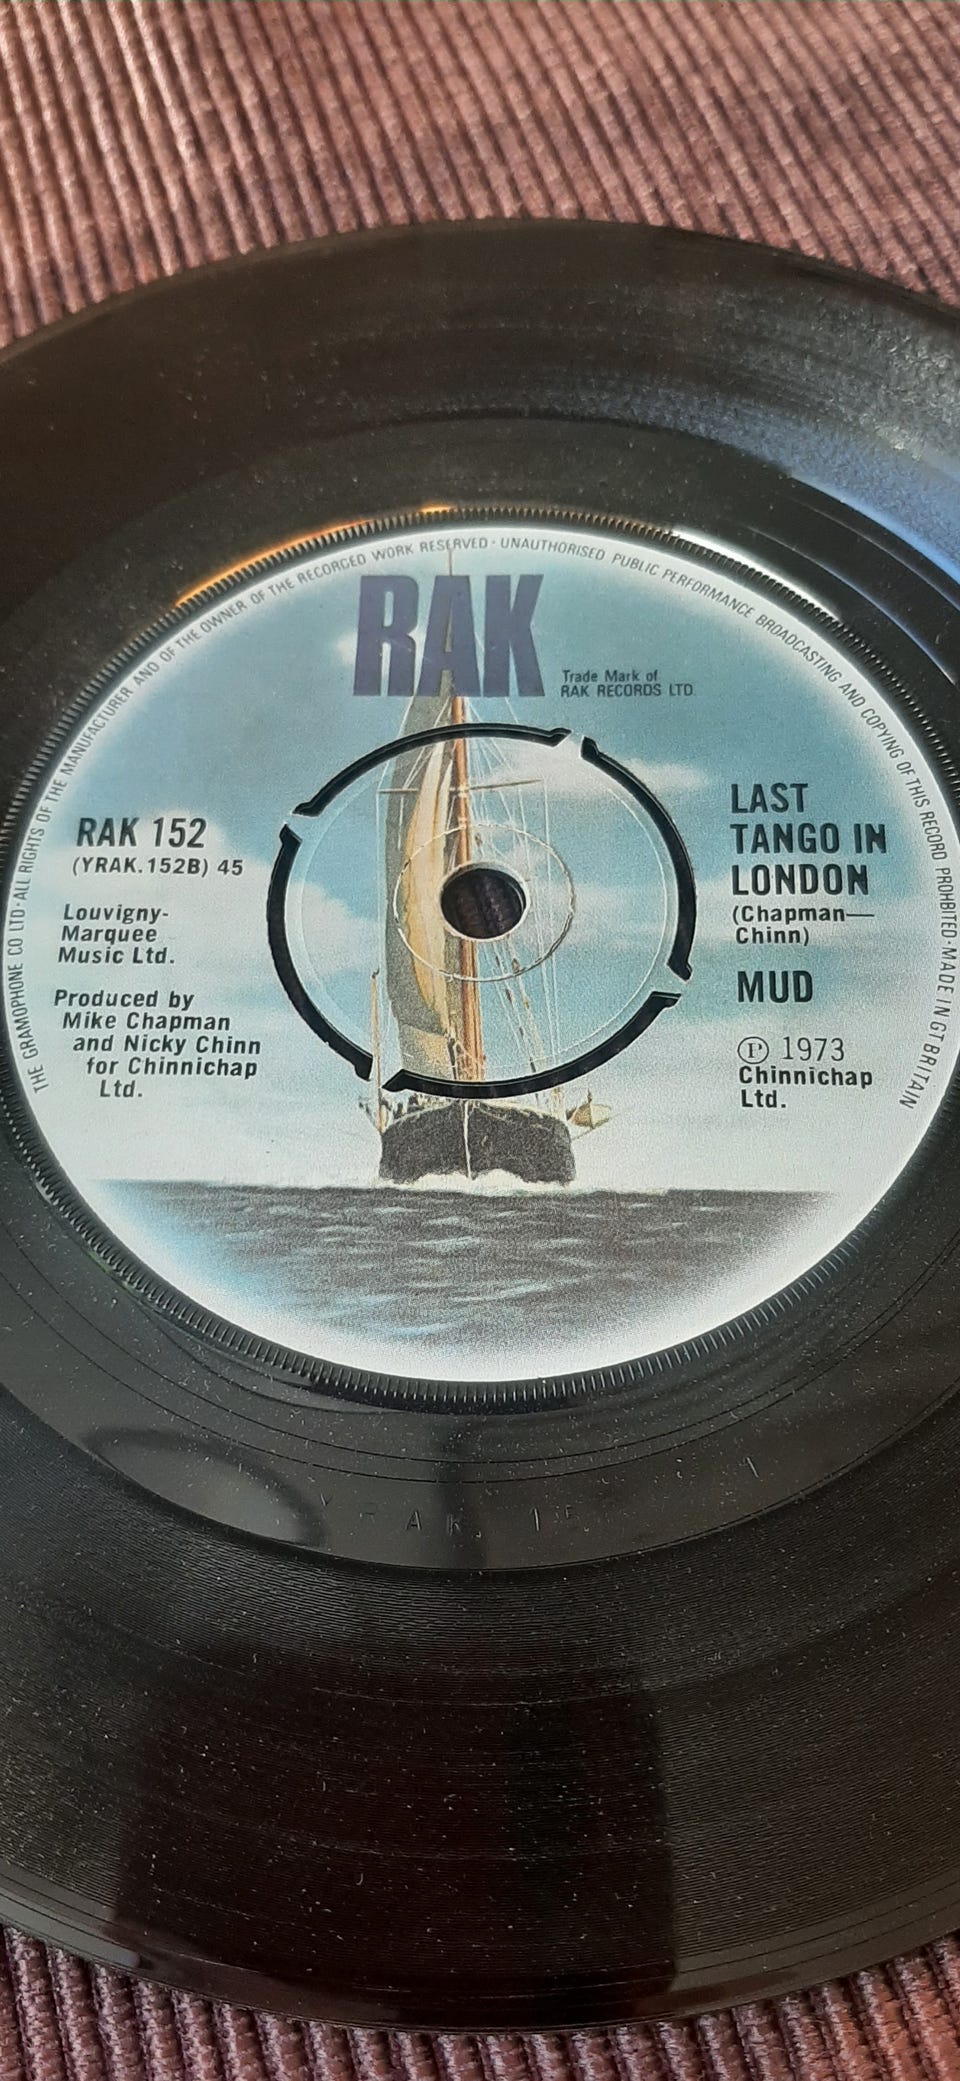 THE GRAMOPHONE CO LTD·ALL RIGHTS OF THE MANUFACTURER AND OF THE OWNER OF THE RECORDED WORK RESERVED·UNAUTHORISED PUBLIC PERFORMANCE BROADCASTING AND COPYING OF THIS RECORD PROHIBITED·MADE IN GT BRITAIN
RAK
Trade Mark of
RAK RECORDS LTD.
RAK 152
(YRAK.152B) 45
Louvigny-
Marquee
Music Ltd.
Produced by
Mike Chapman
and Nicky Chinn
for Chinnichap
Ltd.
LAST
TANGO IN
LONDON
(Chapman—
Chinn)
MUD
Ⓟ 1973
Chinnichap
Ltd.